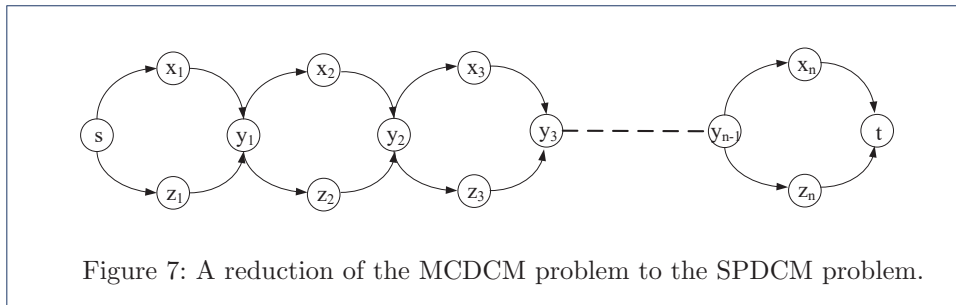 x₁ x₂ x₃ xₙ
s y₁ y₂ y₃ yₙ₋₁ t
z₁ z₂ z₃ zₙ
Figure 7: A reduction of the MCDCM problem to the SPDCM problem.